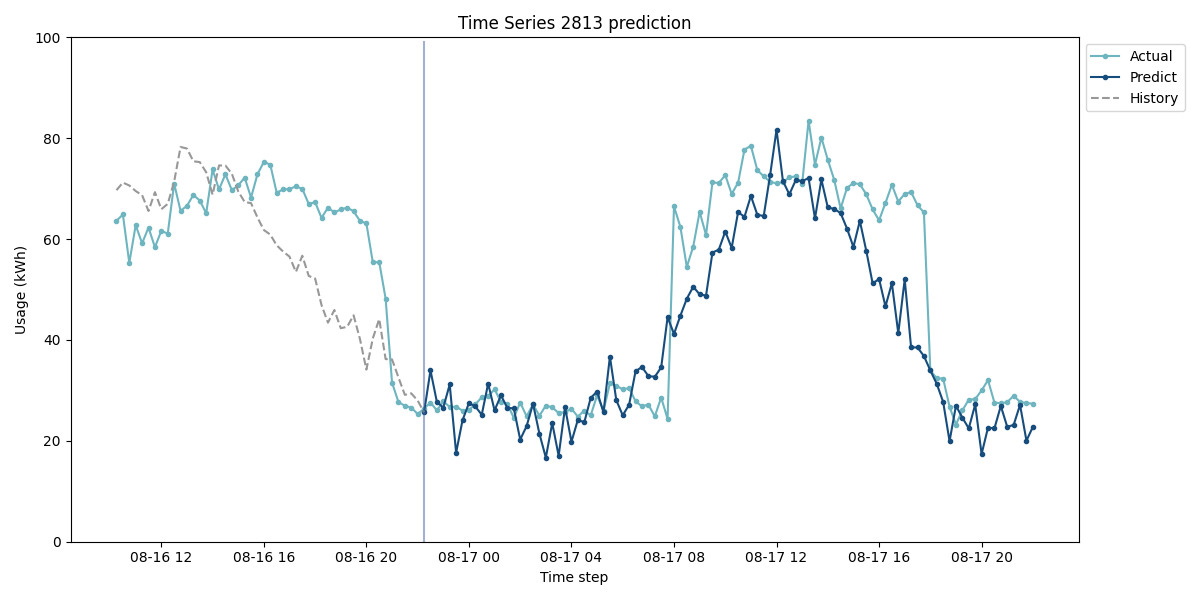 Time Series 2813 prediction
100
80
60
40
20
0
Usage (kWh)
08-16 12
08-16 16
08-16 20
08-17 00
08-17 04
08-17 08
08-17 12
08-17 16
08-17 20
Time step
Actual
Predict
History